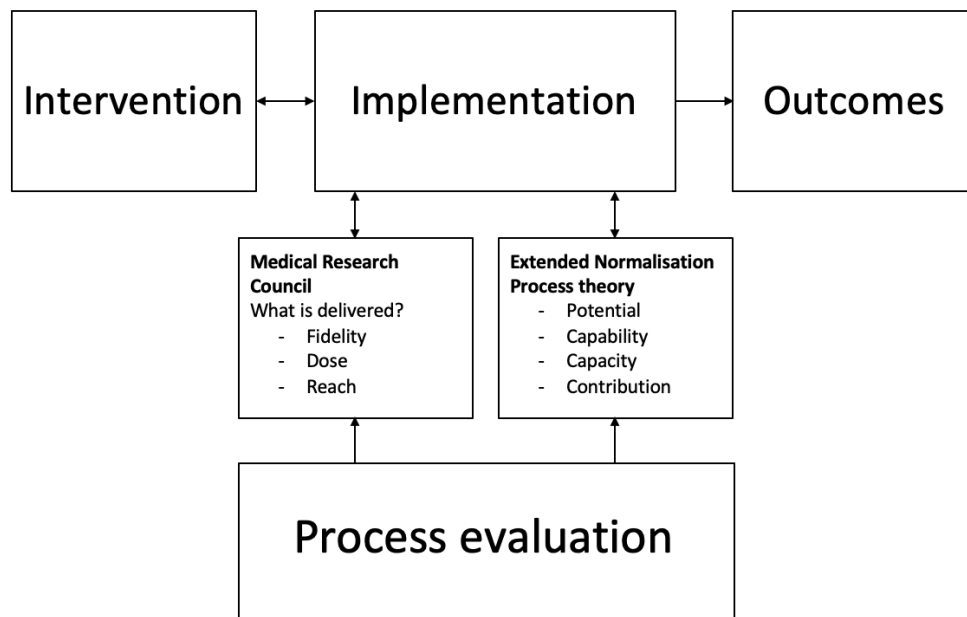 Intervention
Implementation
Outcomes
Medical Research
Council
What is delivered?
- Fidelity
- Dose
- Reach
Extended Normalisation
Process theory
- Potential
- Capability
- Capacity
- Contribution
Process evaluation